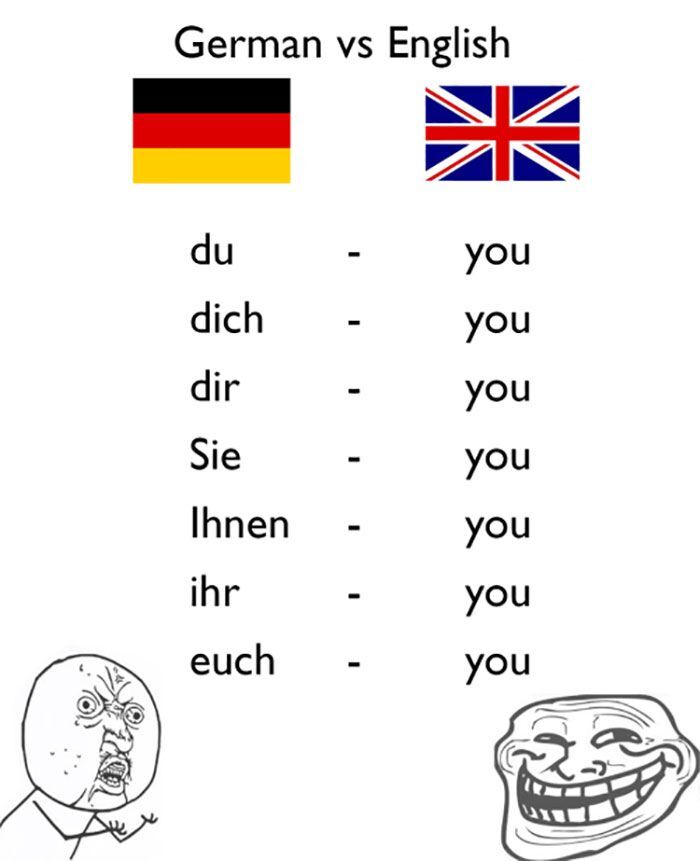 German vs English
du - you
dich - you
dir - you
Sie - you
Ihnen - you
ihr - you
euch - you